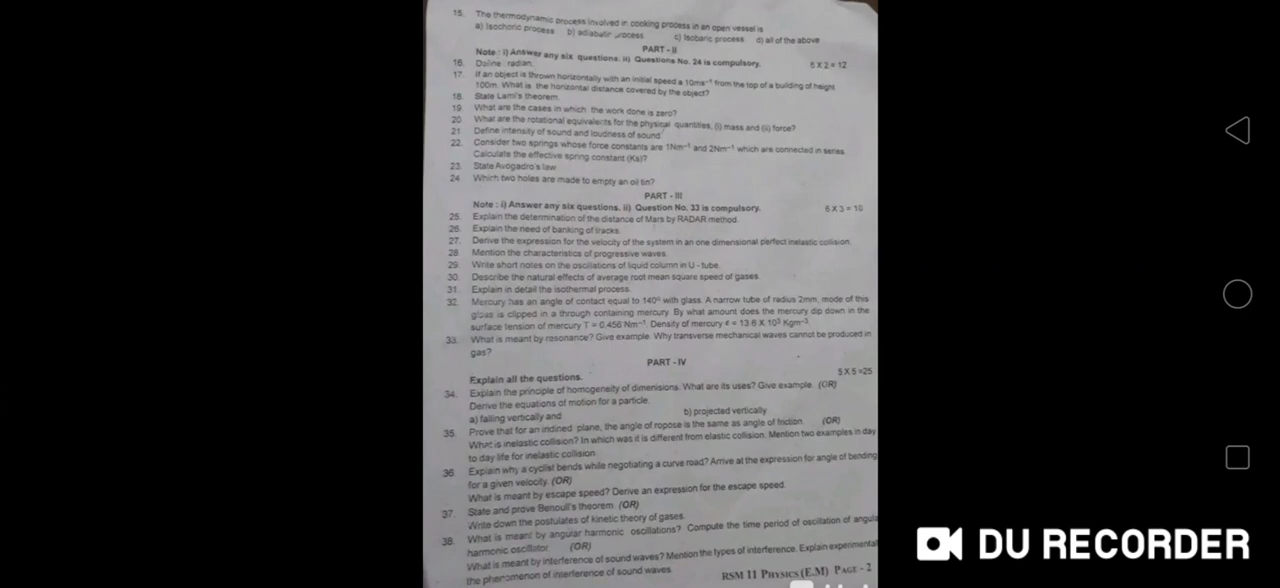 15. The thermodynamic process involved in cooking process in an open vessel is
a) Isochoric process b) adiabatic process c) Isobaric process d) all of the above
PART - II
Note : i) Answer any six questions. ii) Questions No. 24 is compulsory. 6 X 2 = 12
16. Define : radian.
17. If an object is thrown horizontally with an initial speed a 10ms⁻¹ from the top of a building of height
100m. What is the horizontal distance covered by the object?
18. State Lami's theorem.
19. What are the cases in which the work done is zero?
20. What are the rotational equivalents for the physical quantities, (i) mass and (ii) force?
21. Define intensity of sound and loudness of sound
22. Consider two springs whose force constants are 1Nm⁻¹ and 2Nm⁻¹ which are connected in series.
Calculate the effective spring constant (Ks)?
23. State Avogadro's law
24. Which two holes are made to empty an oil tin?
PART - III
Note : i) Answer any six questions. ii) Question No. 33 is compulsory. 6 X 3 = 18
25. Explain the determination of the distance of Mars by RADAR method.
26. Explain the need of banking of tracks.
27. Derive the expression for the velocity of the system in an one dimensional perfect inelastic collision.
28. Mention the characteristics of progressive waves.
29. Write short notes on the oscillations of liquid column in U - tube.
30. Describe the natural effects of average root mean square speed of gases.
31. Explain in detail the isothermal process.
32. Mercury has an angle of contact equal to 140⁰ with glass. A narrow tube of radius 2mm, mode of this
glass is clipped in a through containing mercury. By what amount does the mercury dip down in the
surface tension of mercury T = 0.456 Nm⁻¹. Density of mercury = 13.6 X 10³ Kgm⁻³
33. What is meant by resonance? Give example. Why transverse mechanical waves cannot be produced in
gas?
PART - IV
Explain all the questions. 5 X 5 =25
34. Explain the principle of homogeneity of dimenisions. What are its uses? Give example. (OR)
Derive the equations of motion for a particle.
a) falling vertically and b) projected vertically
35. Prove that for an indined plane, the angle of ropose is the same as angle of friction. (OR)
What is inelastic collision? In which was it is different from elastic collision. Mention two examples in day
to day life for inelastic collision.
36. Explain why a cyclist bends while negotiating a curve road? Arrive at the expression for angle of bending
for a given velocity. (OR)
What is meant by escape speed? Derive an expression for the escape speed.
37. State and prove Benoull's theorem. (OR)
Write down the postulates of kinetic theory of gases.
38. What is meant by angular harmonic oscillations? Compute the time period of oscillation of angula
harmonic oscillator (OR)
What is meant by interference of sound waves? Mention the types of interference. Explain experimental
the phenomenon of interference of sound waves.
RSM 11 PHYSICS (E.M) PAGE - 2
DU RECORDER